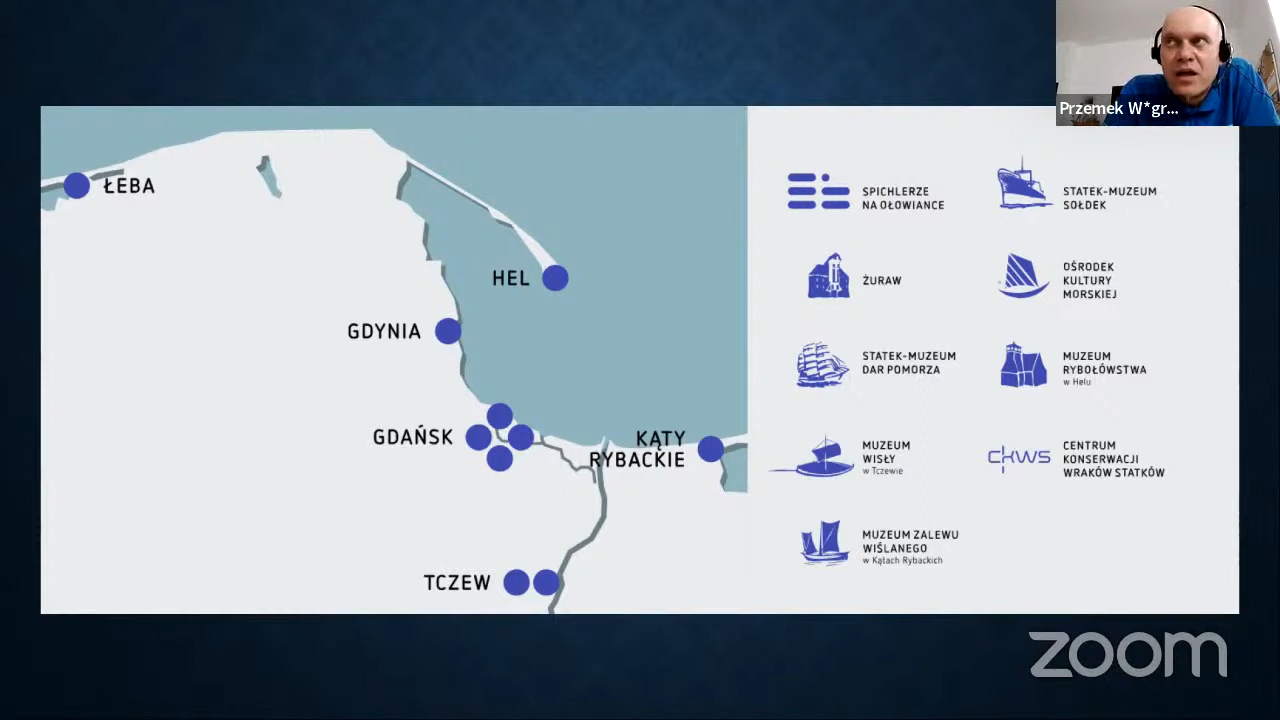 Przemek W*gr...
ŁEBA
HEL
GDYNIA
GDAŃSK
KĄTY
RYBACKIE
TCZEW
SPICHLERZE
NA OŁOWIANCE
STATEK-MUZEUM
SOŁDEK
ŻURAW
OŚRODEK
KULTURY
MORSKIEJ
STATEK-MUZEUM
DAR POMORZA
MUZEUM
RYBOŁÓWSTWA
w Helu
MUZEUM
WISŁY
w Tczewie
ckws
CENTRUM
KONSERWACJI
WRAKÓW STATKÓW
MUZEUM ZALEWU
WIŚLANEGO
w Kątach Rybackich
zoom